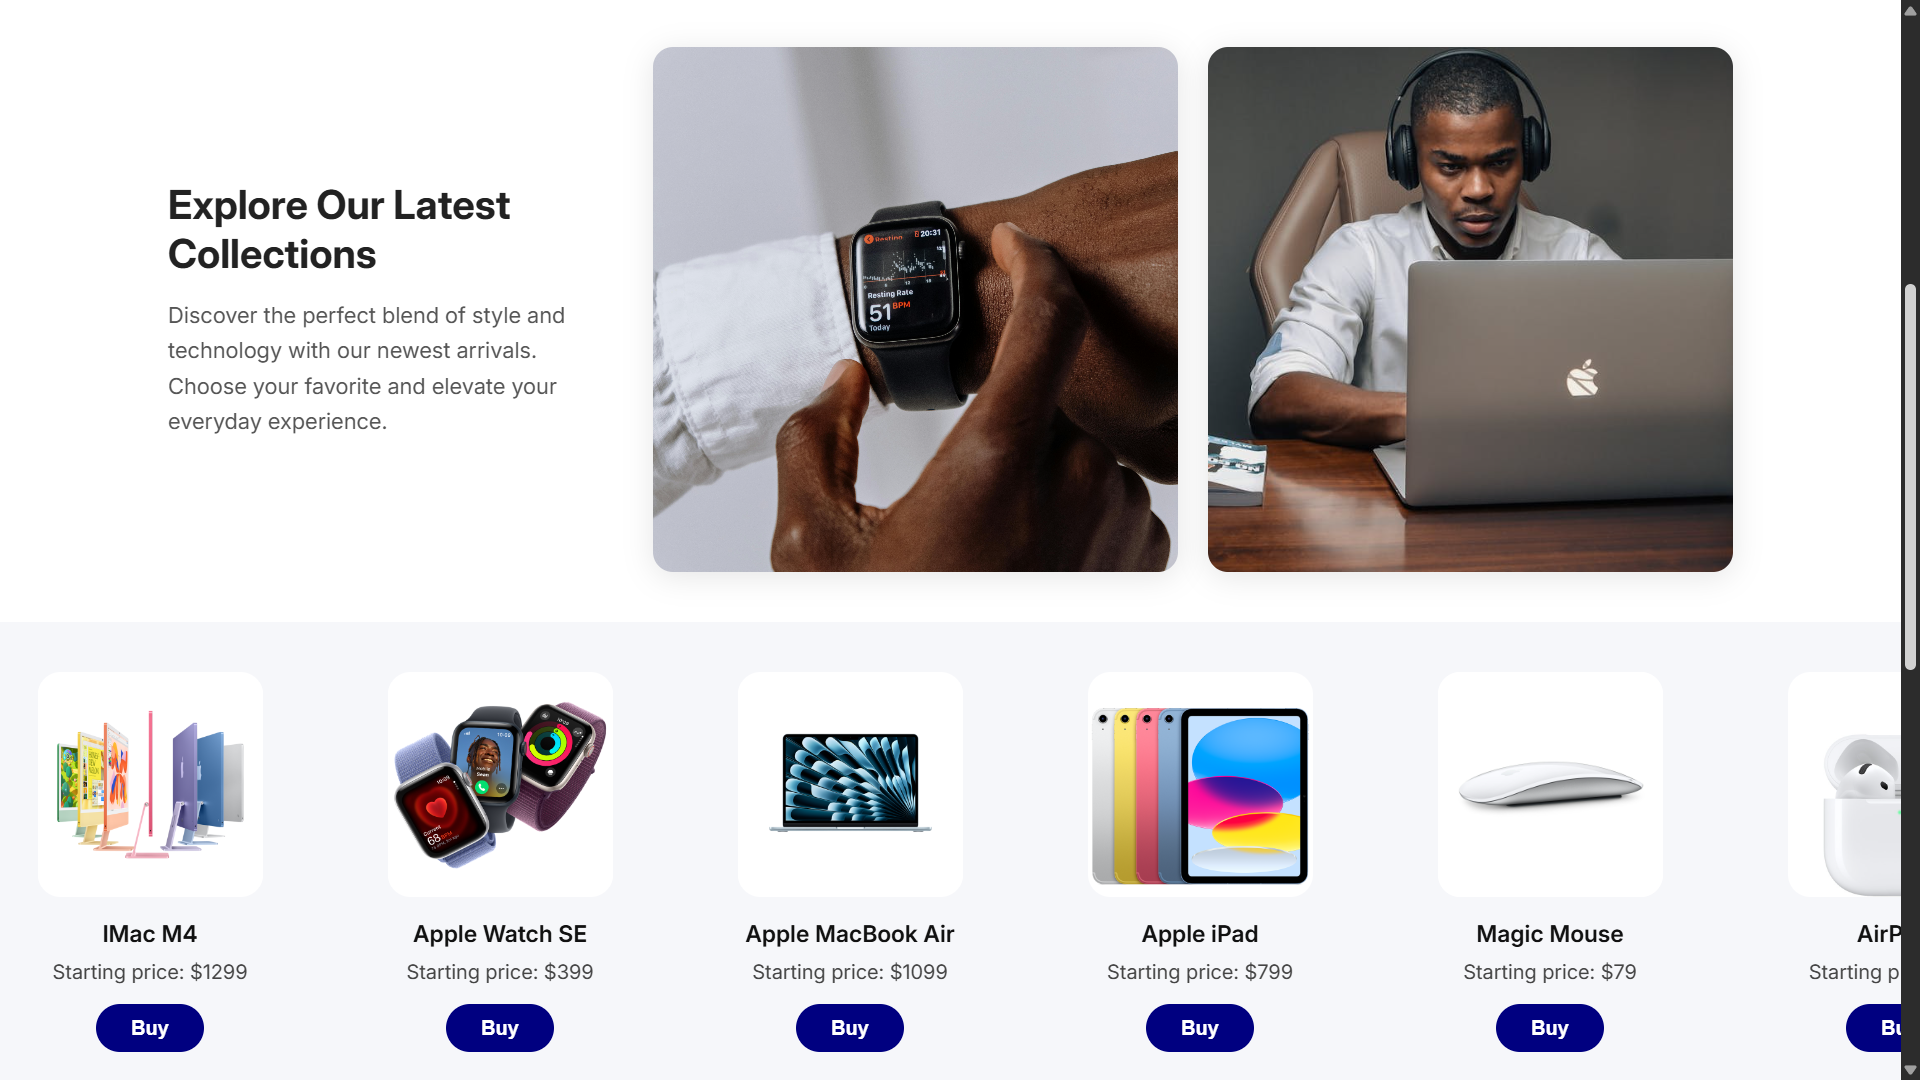 Explore Our Latest
Collections
Discover the perfect blend of style and
technology with our newest arrivals.
Choose your favorite and elevate your
everyday experience.
Resting
20:31
Resting Rate
51 BPM
Today
IMac M4
Starting price: $1299
Buy
Apple Watch SE
Starting price: $399
Buy
Apple MacBook Air
Starting price: $1099
Buy
Apple iPad
Starting price: $799
Buy
Magic Mouse
Starting price: $79
Buy
AirP
Starting p
Bu